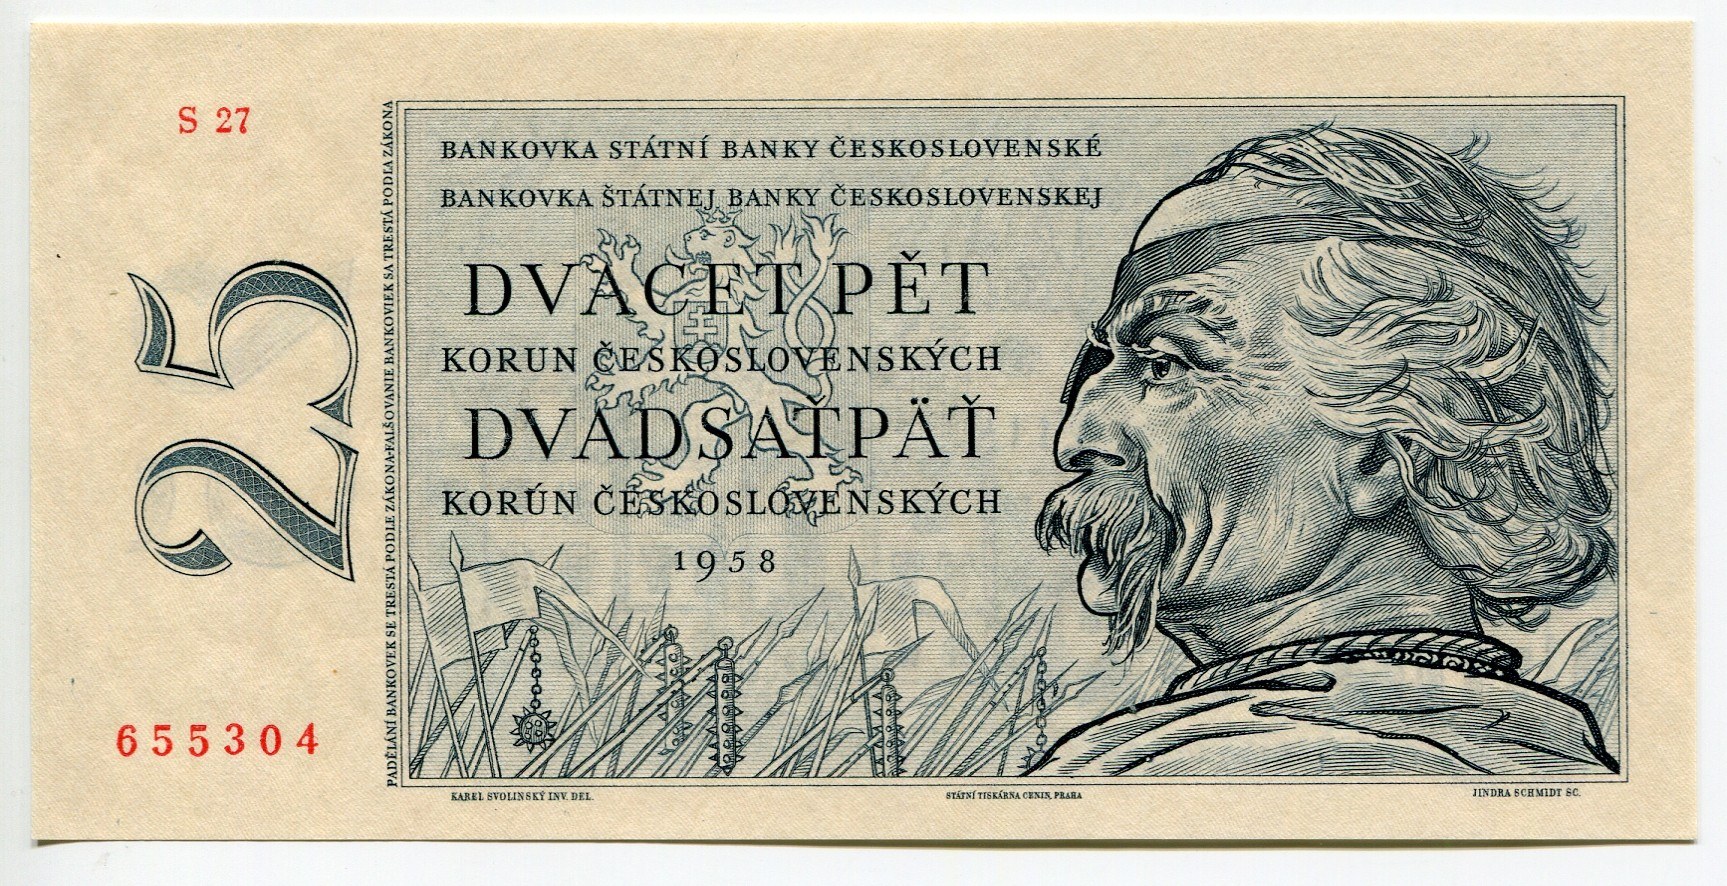 S 27
25
655304
PADĚLÁNÍ BANKOVEK SE TRESTÁ PODLE ZÁKONA-FALŠOVANIE BANKOVIEK SA TRESTÁ PODĽA ZÁKONA
BANKOVKA STÁTNÍ BANKY ČESKOSLOVENSKÉ
BANKOVKA ŠTÁTNEJ BANKY ČESKOSLOVENSKEJ
DVACET PĚT
KORUN ČESKOSLOVENSKÝCH
DVADSAŤPÄŤ
KORÚN ČESKOSLOVENSKÝCH
1958
KAREL SVOLINSKÝ INV. DEL.
STÁTNÍ TISKÁRNA CENIN, PRAHA
JINDRA SCHMIDT SC.